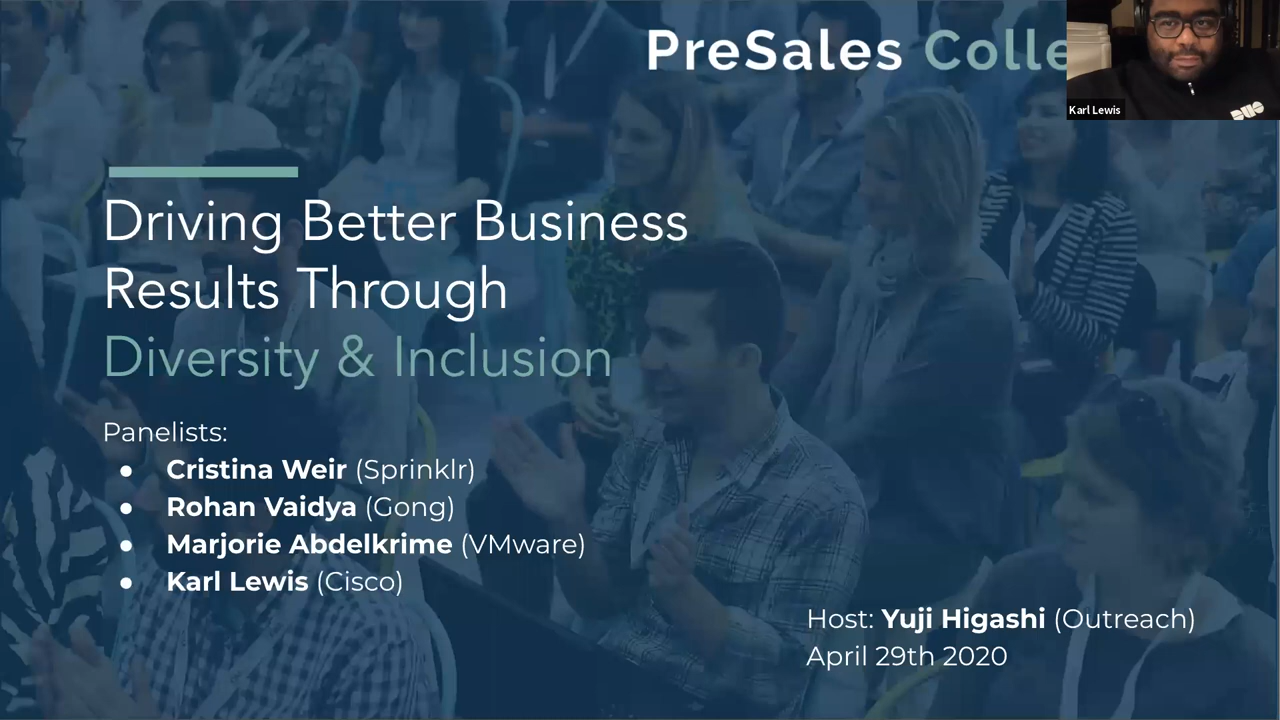 PreSales Colle
Karl Lewis
Driving Better Business
Results Through
Diversity & Inclusion
Panelists:
● Cristina Weir (Sprinklr)
● Rohan Vaidya (Gong)
● Marjorie Abdelkrime (VMware)
● Karl Lewis (Cisco)
Host: Yuji Higashi (Outreach)
April 29th 2020